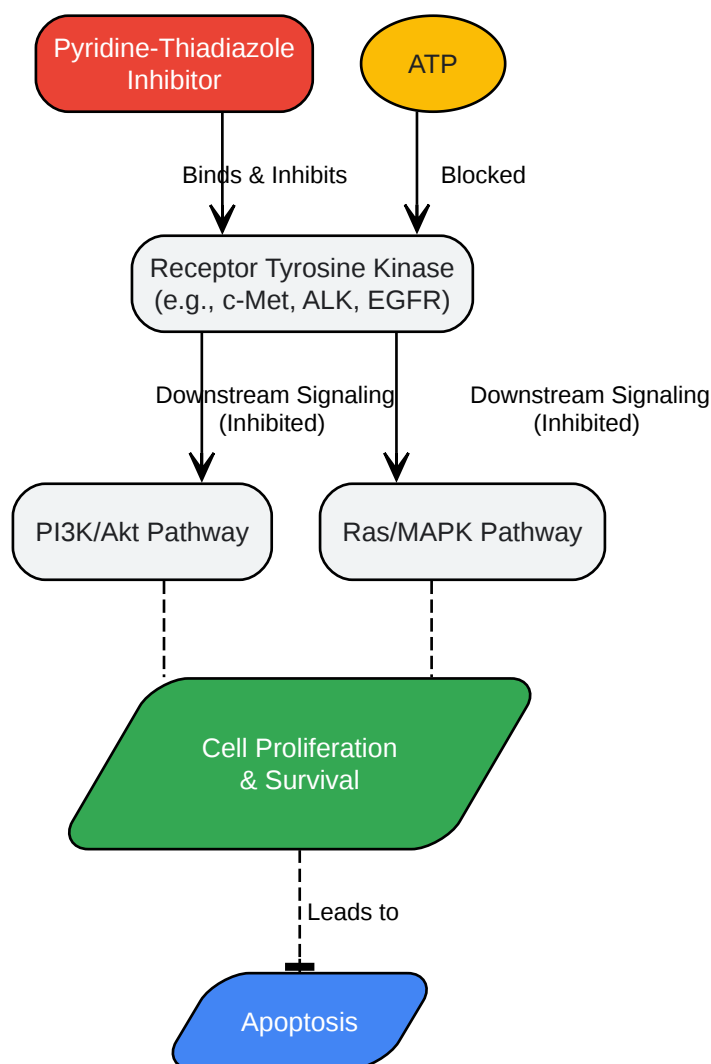 Pyridine-Thiadiazole
Inhibitor
ATP
Binds & Inhibits
Blocked
Receptor Tyrosine Kinase
(e.g., c-Met, ALK, EGFR)
Downstream Signaling
(Inhibited)
Downstream Signaling
(Inhibited)
PI3K/Akt Pathway
Ras/MAPK Pathway
Cell Proliferation
& Survival
Leads to
Apoptosis